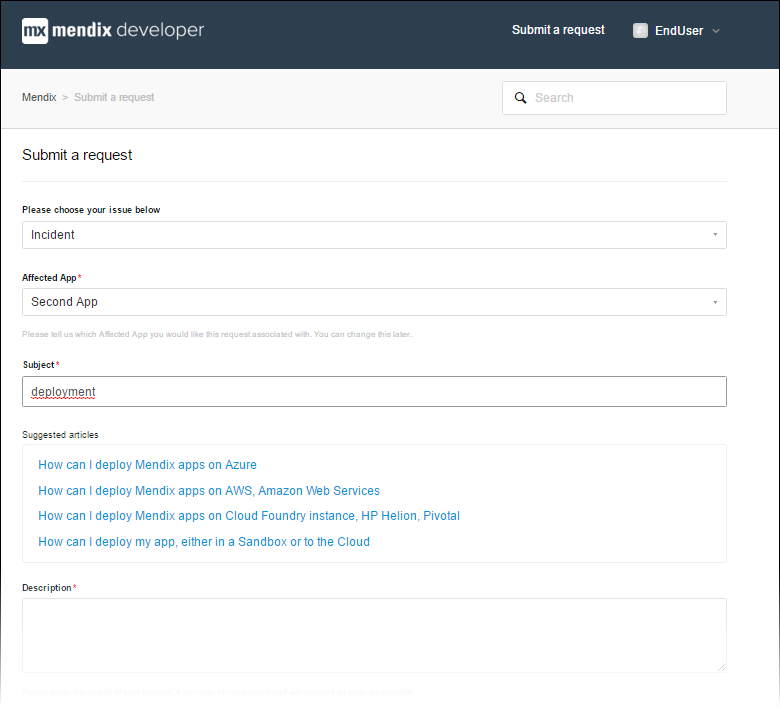 mx mendix developer
Submit a request
EndUser
Mendix > Submit a request
Search
Submit a request
Please choose your issue below
Incident
Affected App*
Second App
Please tell us which Affected App you would like this request associated with. You can change this later.
Subject*
deployment
Suggested articles
How can I deploy Mendix apps on Azure
How can I deploy Mendix apps on AWS, Amazon Web Services
How can I deploy Mendix apps on Cloud Foundry instance, HP Helion, Pivotal
How can I deploy my app, either in a Sandbox or to the Cloud
Description*